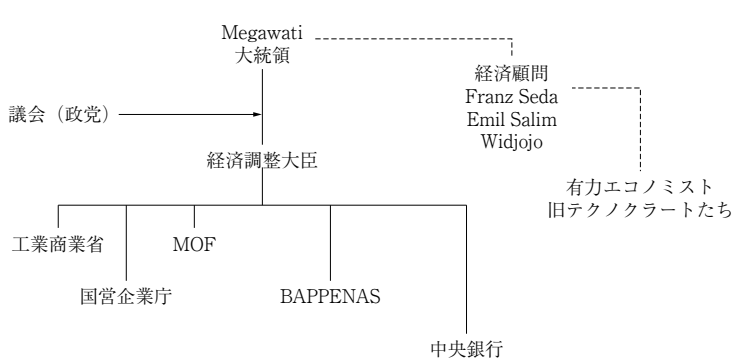 Megawati
大統領
経済顧問
Franz Seda
Emil Salim
Widjojo
議会（政党）
経済調整大臣
有力エコノミスト
旧テクノクラートたち
工業商業省
MOF
国営企業庁
BAPPENAS
中央銀行